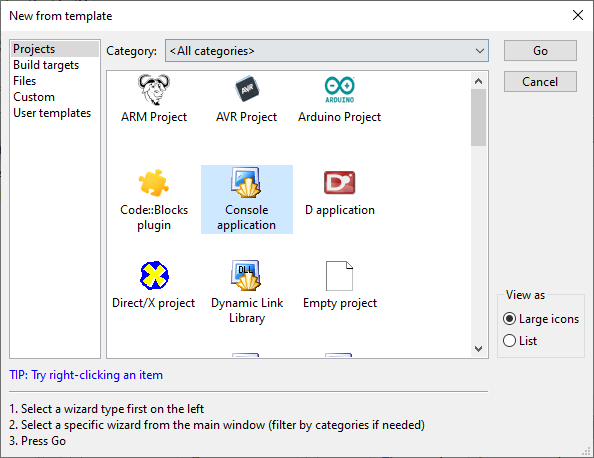 New from template
Projects
Build targets
Files
Custom
User templates
Category:
<All categories>
Go
Cancel
AVR
ARDUINO
ARM Project
AVR Project
Arduino Project
Code::Blocks
plugin
Console
application
D application
DLL
Direct/X project
Dynamic Link
Library
Empty project
View as
Large icons
List
TIP: Try right-clicking an item
1. Select a wizard type first on the left
2. Select a specific wizard from the main window (filter by categories if needed)
3. Press Go